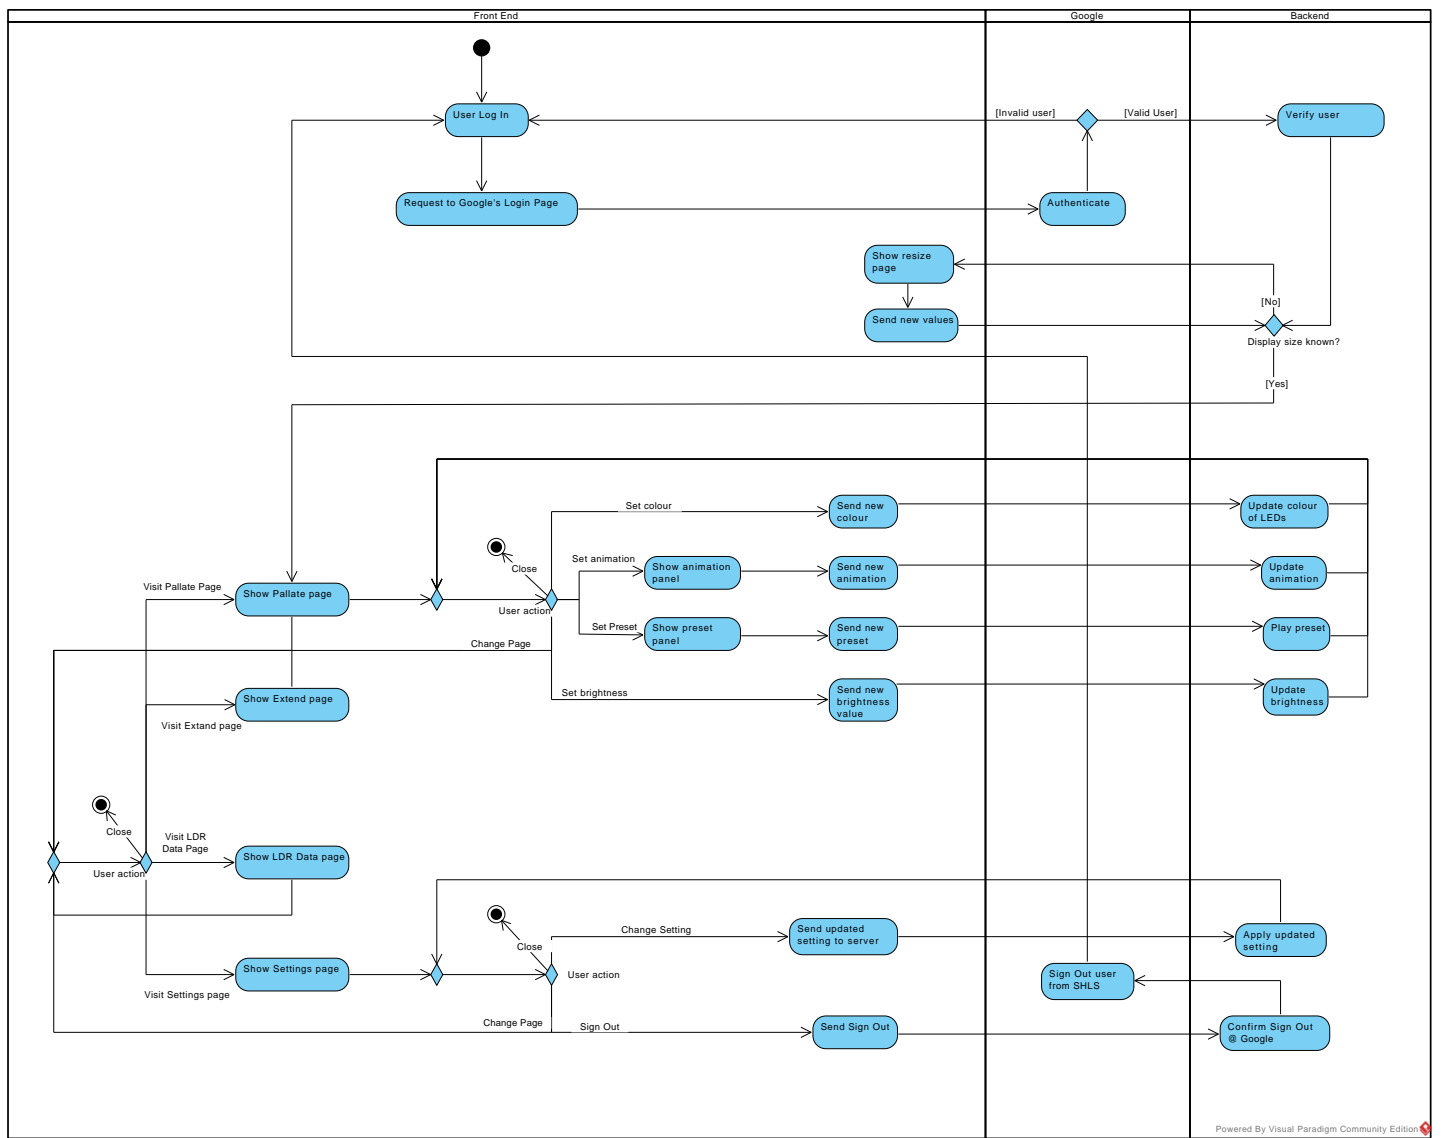 Front End
Google
Backend
User Log In
[Invalid user]
[Valid User]
Verify user
Request to Google's Login Page
Authenticate
Show resize
page
[No]
Send new values
Display size known?
[Yes]
Set colour
Send new
colour
Update colour
of LEDs
Close
Set animation
Show animation
panel
Send new
animation
Update
animation
Visit Pallate Page
Show Pallate page
User action
Set Preset
Show preset
panel
Send new
preset
Play preset
Change Page
Set brightness
Send new
brightness
value
Update
brightness
Show Extend page
Visit Extand page
Close
Visit LDR
Data Page
Show LDR Data page
User action
Change Setting
Send updated
setting to server
Apply updated
setting
Close
Show Settings page
User action
Visit Settings page
Sign Out user
from SHLS
Change Page
Sign Out
Send Sign Out
Confirm Sign Out
@ Google
Powered By Visual Paradigm Community Edition